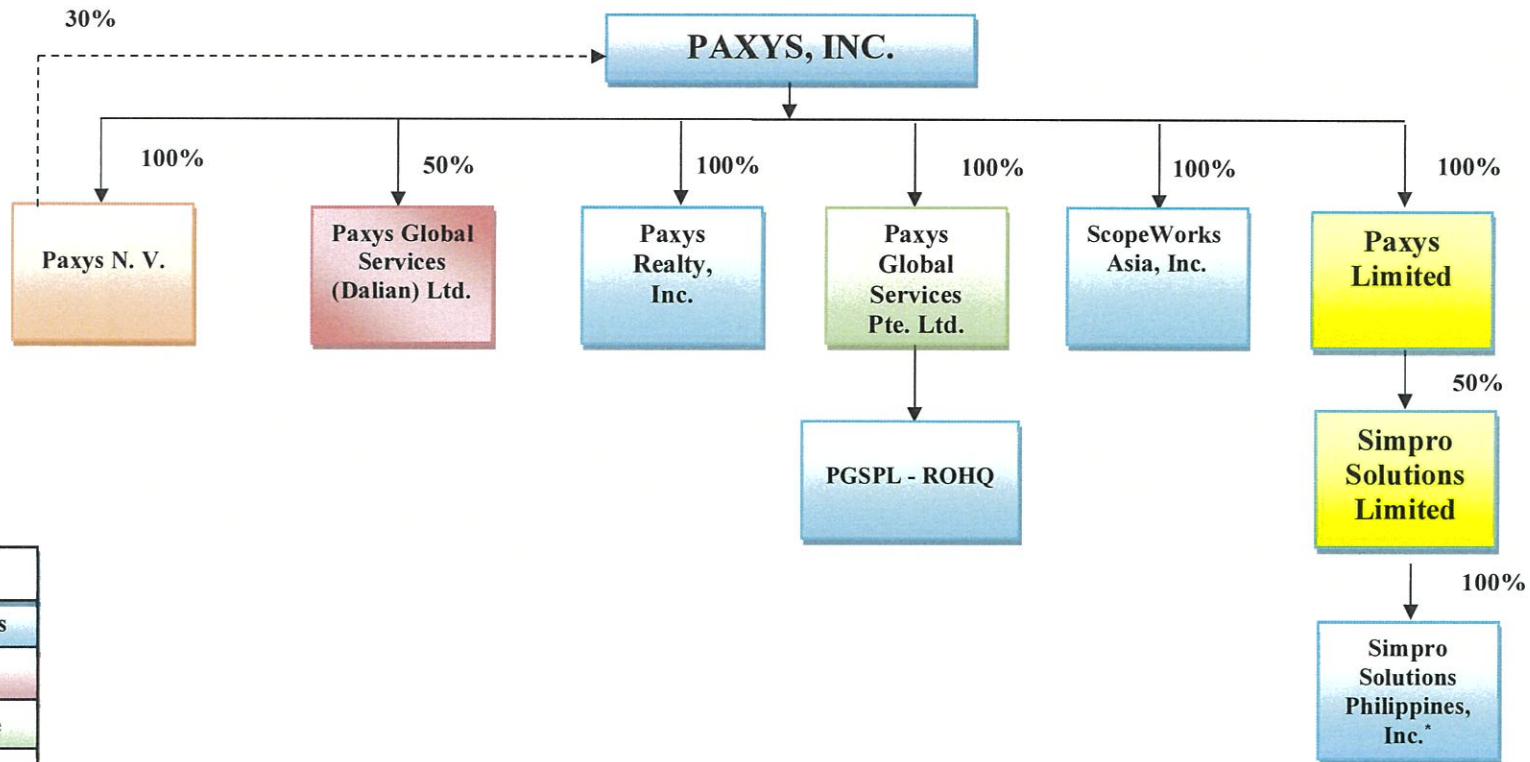 30%
PAXYS, INC.
100%
50%
100%
100%
100%
100%
Paxys N. V.
Paxys Global
Services
(Dalian) Ltd.
Paxys
Realty,
Inc.
Paxys
Global
Services
Pte. Ltd.
ScopeWorks
Asia, Inc.
Paxys
Limited
50%
PGSPL - ROHQ
Simpro
Solutions
Limited
100%
Simpro
Solutions
Philippines,
Inc.*